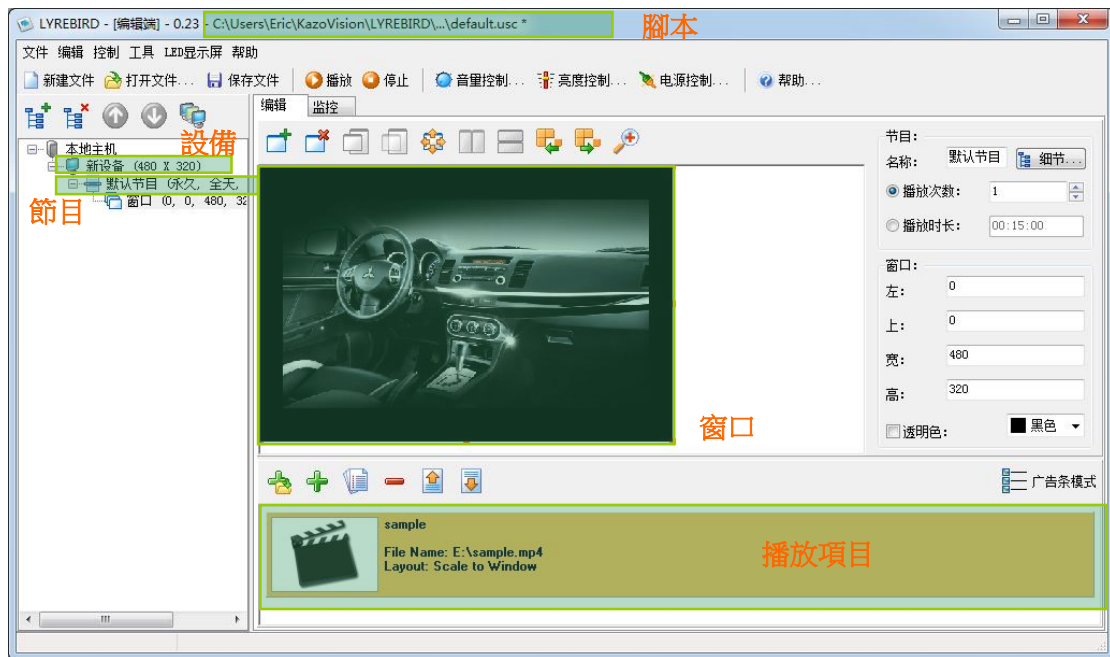 LYREBIRD - [编辑端] - 0.23 - C:\Users\Eric\KazoVision\LYREBIRD\...\default.usc *
腳本
文件 编辑 控制 工具 LED显示屏 帮助
新建文件 打开文件... 保存文件 播放 停止 音量控制... 亮度控制... 电源控制... 帮助...
编辑 监控
設備
本地主机
新设备 (480 X 320)
默认节目 (永久, 全天,
窗口 (0, 0, 480, 32
節目
节目:
名称: 默认节目 细节...
播放次数: 1
播放时长: 00:15:00
窗口:
左: 0
上: 0
宽: 480
高: 320
透明色: 黑色
窗口
广告条模式
sample
File Name: E:\sample.mp4
Layout: Scale to Window
播放項目